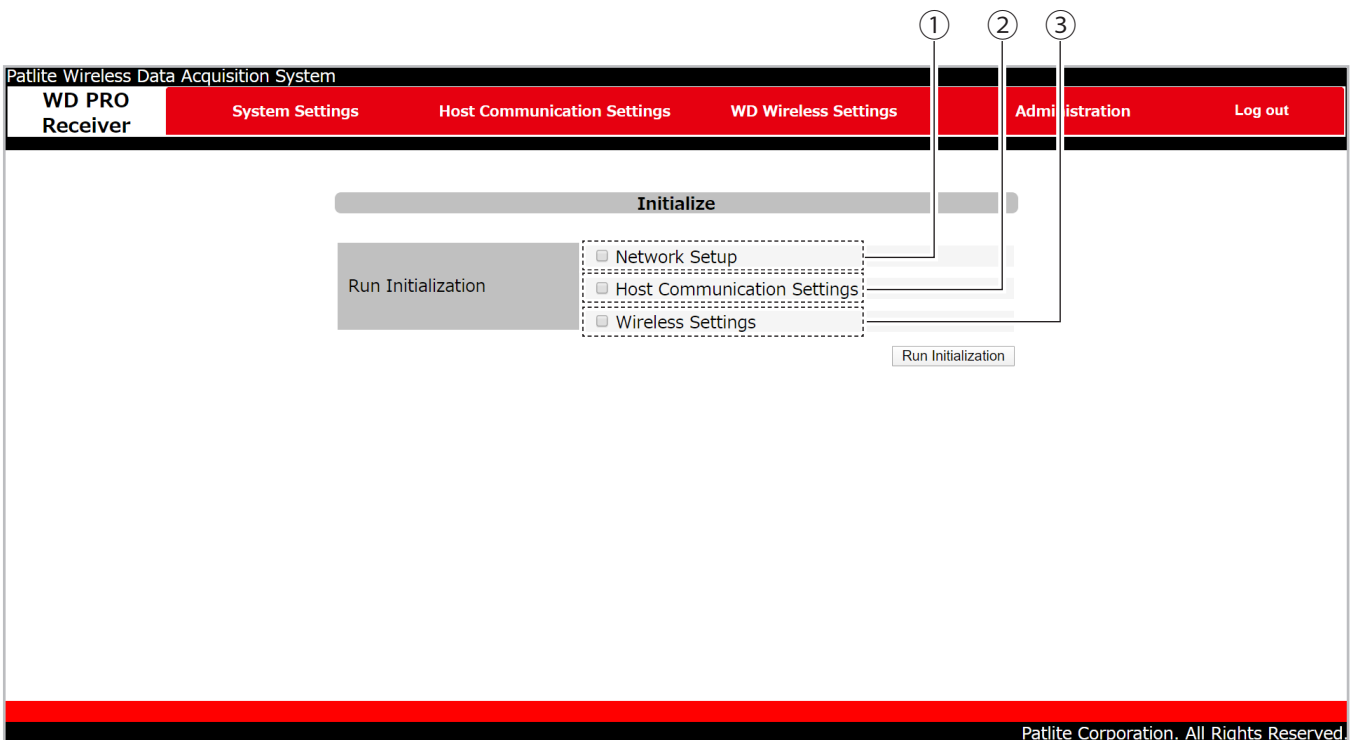 ① ② ③
Patlite Wireless Data Acquisition System
WD PRO
Receiver
System Settings Host Communication Settings WD Wireless Settings Administration Log out
Initialize
Run Initialization
Network Setup
Host Communication Settings
Wireless Settings
Run Initialization
Patlite Corporation. All Rights Reserved.